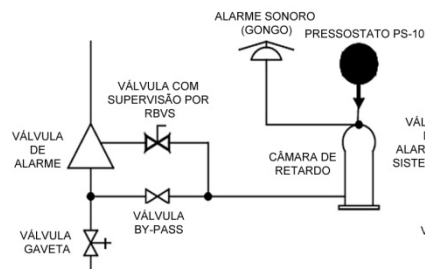 ALARME SONORO
(GONGO)
PRESSOSTATO PS-10
VÁLVULA COM
SUPERVISÃO POR
RBVS
VÁLVULA
DE
ALARME
CÂMARA DE
RETARDO
VÁLVULA
BY-PASS
VÁLVULA
GAVETA